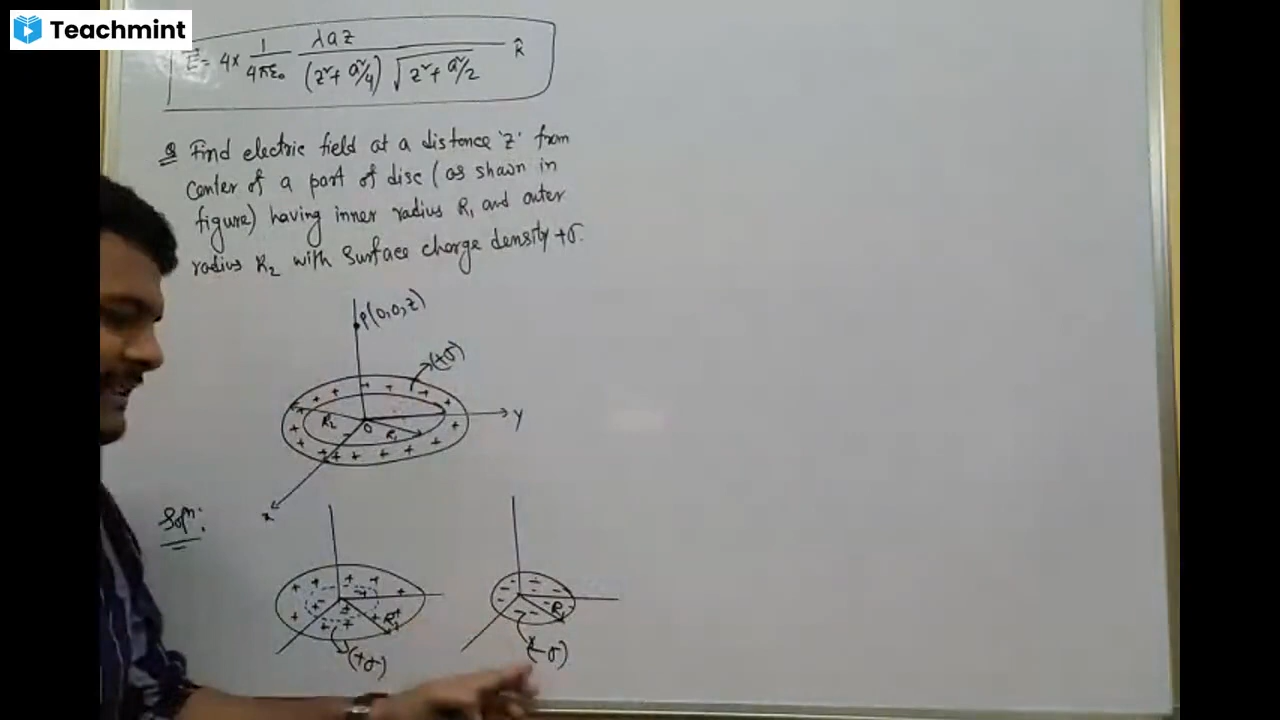 Teachmint
E = 4 × 1/4πε₀ λaz/(z²+a²/4) √z²+a²/2 k̂
Q Find electric field at a distance 'z' from
center of a part of disc (as shown in
figure) having inner radius R₁ and outer
radius R₂ with surface charge density +σ.
P(0,0,z)
(+σ)
R₂
O
R₁
y
x
Solⁿ:
R₂
R₁
(+σ)
(-σ)